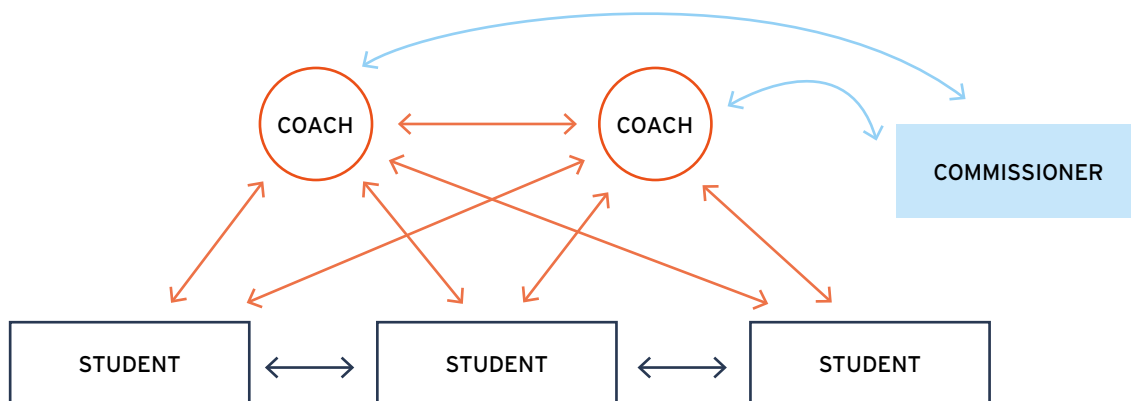 COACH
COACH
COMMISSIONER
STUDENT
STUDENT
STUDENT